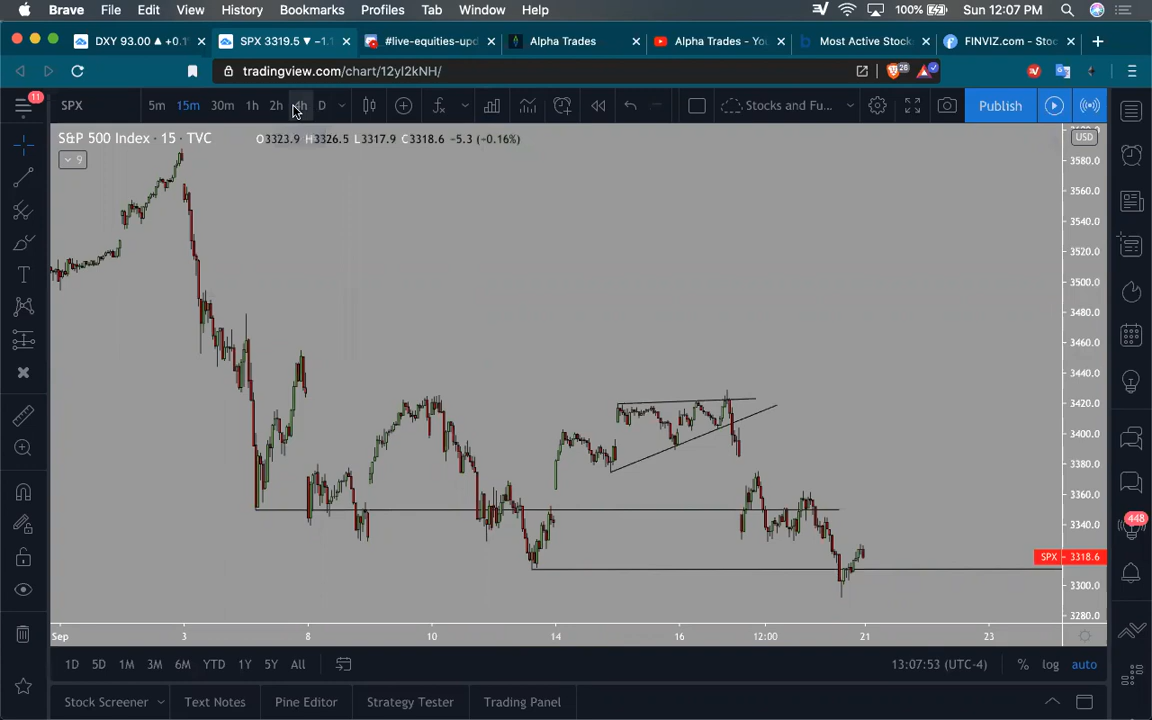 Brave File Edit View History Bookmarks Profiles Tab Window Help 100% Sun 12:07 PM
DXY 93.00 ▲ +0.1 × SPX 3319.5 ▼ −1. × #live-equities-upd × Alpha Trades × Alpha Trades - Yo × Most Active Stock × FINVIZ.com - Stoc × +
tradingview.com/chart/12yI2kNH/ 26
11 SPX 5m 15m 30m 1h 2h 4h D Stocks and Fu... Publish
S&P 500 Index · 15 · TVC O3323.9 H3326.5 L3317.9 C3318.6 −5.3 (−0.16%) USD
9
3580.0
3560.0
3540.0
3520.0
3500.0
3480.0
3460.0
3440.0
3420.0
3400.0
3380.0
3360.0
3340.0
SPX 3318.6
3300.0
3280.0
448
Sep 3 8 10 14 16 12:00 21 23
1D 5D 1M 3M 6M YTD 1Y 5Y All 13:07:53 (UTC-4) % log auto
Stock Screener Text Notes Pine Editor Strategy Tester Trading Panel